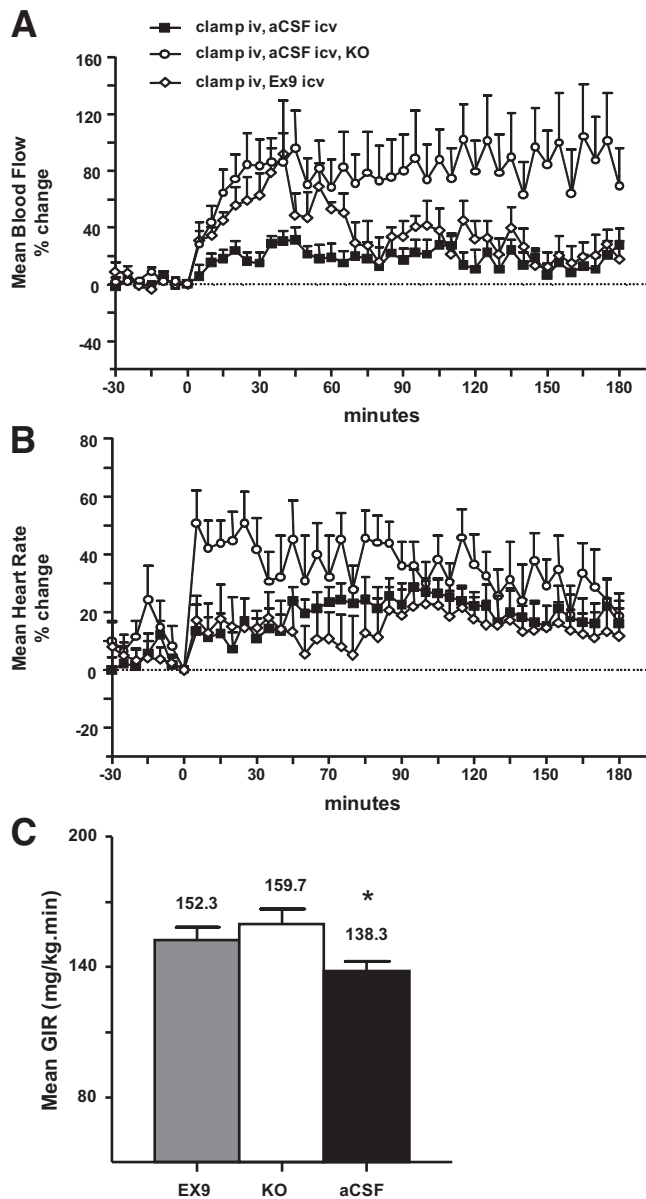 A
clamp iv, aCSF icv
clamp iv, aCSF icv, KO
clamp iv, Ex9 icv
Mean Blood Flow
% change
160
120
80
40
0
-40
-30 0 30 60 90 120 150 180
minutes
B
Mean Heart Rate
% change
80
60
40
20
0
-20
-30 0 30 70 90 120 150 180
minutes
C
Mean GIR (mg/kg.min)
200
140
80
152.3
159.7
*
138.3
EX9 KO aCSF